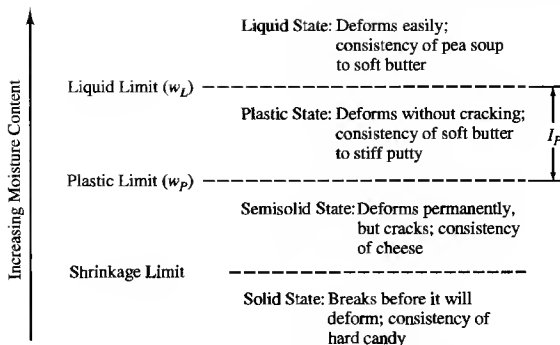 Increasing Moisture Content
Liquid State: Deforms easily;
consistency of pea soup
to soft butter
Liquid Limit (w_L)
Plastic State: Deforms without cracking;
consistency of soft butter
to stiff putty
I_P
Plastic Limit (w_P)
Semisolid State: Deforms permanently,
but cracks; consistency
of cheese
Shrinkage Limit
Solid State: Breaks before it will
deform; consistency of
hard candy